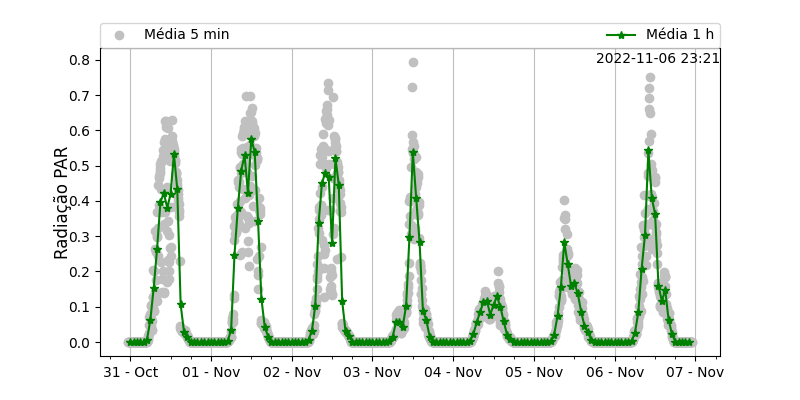 Média 5 min
Média 1 h
2022-11-06 23:21
0.8
0.7
0.6
0.5
0.4
0.3
0.2
0.1
0.0
Radiação PAR
31 - Oct
01 - Nov
02 - Nov
03 - Nov
04 - Nov
05 - Nov
06 - Nov
07 - Nov